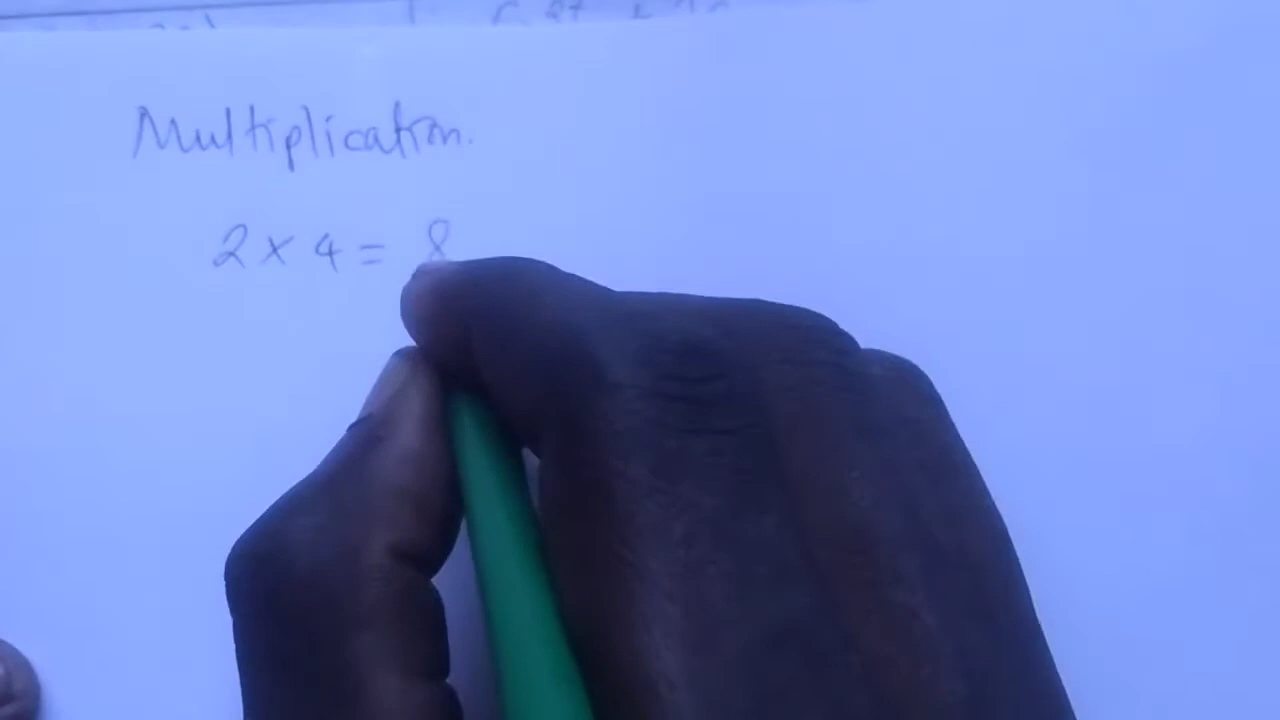 Multiplication.
2 × 4 = 8